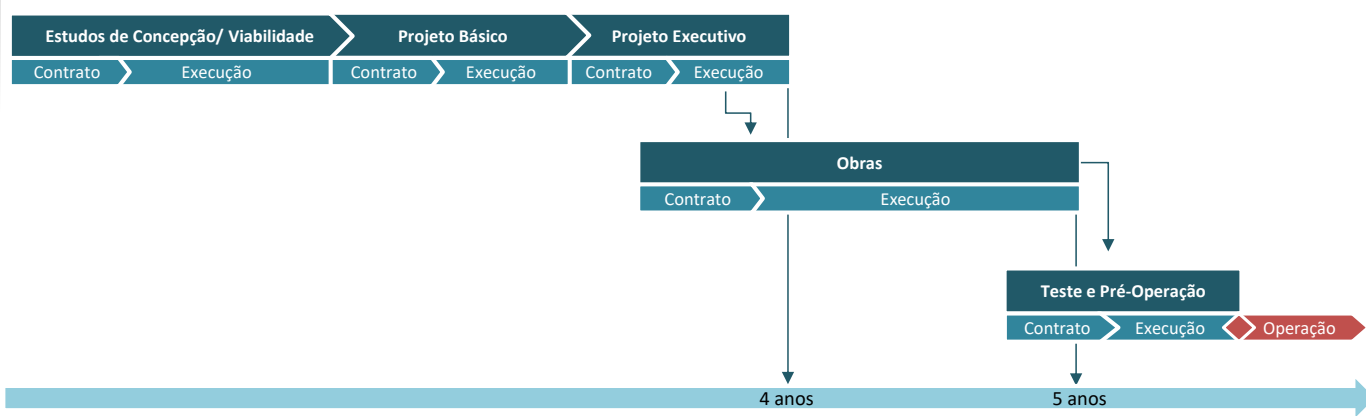 Estudos de Concepção/ Viabilidade
Projeto Básico
Projeto Executivo
Contrato
Execução
Contrato
Execução
Contrato
Execução
Obras
Contrato
Execução
Teste e Pré-Operação
Contrato
Execução
Operação
4 anos
5 anos